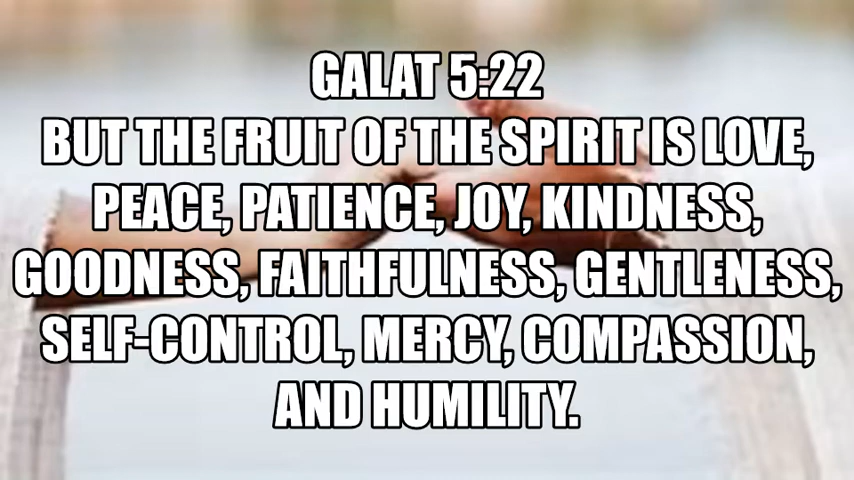 GALAT 5:22
BUT THE FRUIT OF THE SPIRIT IS LOVE,
PEACE, PATIENCE, JOY, KINDNESS,
GOODNESS, FAITHFULNESS, GENTLENESS,
SELF-CONTROL, MERCY, COMPASSION,
AND HUMILITY.